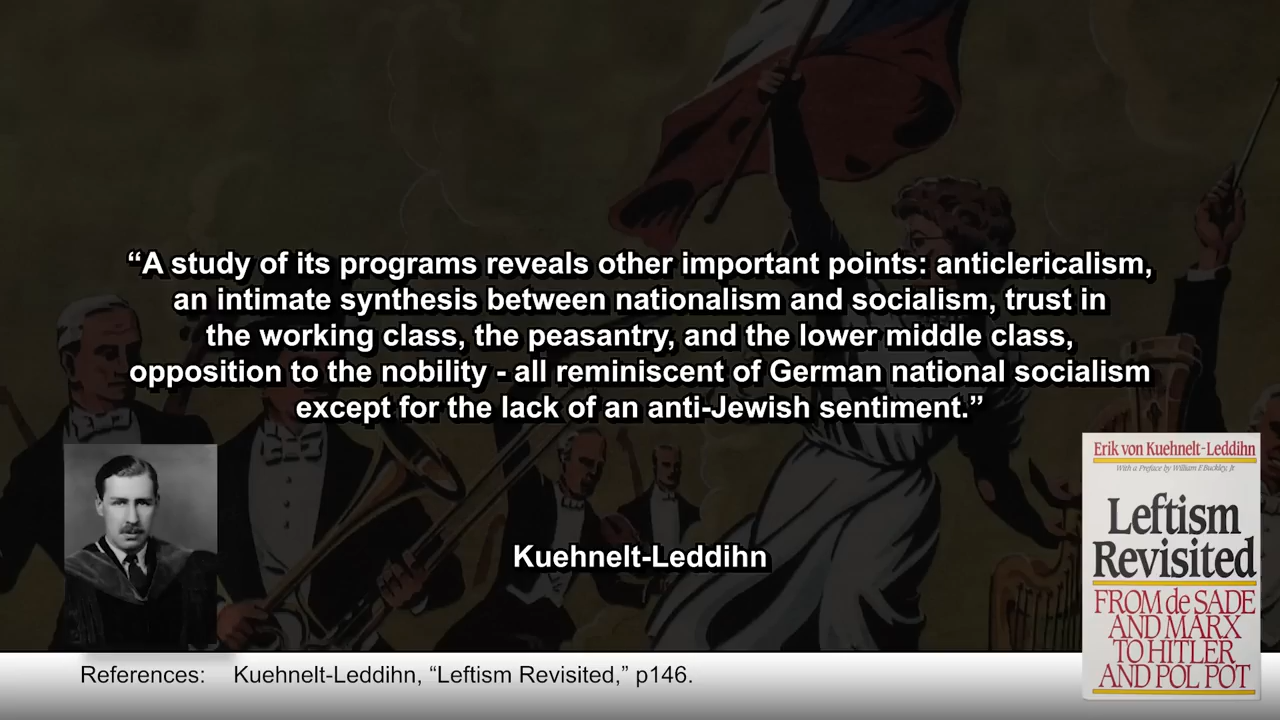 “A study of its programs reveals other important points: anticlericalism,
an intimate synthesis between nationalism and socialism, trust in
the working class, the peasantry, and the lower middle class,
opposition to the nobility - all reminiscent of German national socialism
except for the lack of an anti-Jewish sentiment.”
Kuehnelt-Leddihn
Erik von Kuehnelt-Leddihn
With a Preface by William F. Buckley, Jr.
Leftism
Revisited
FROM de SADE
AND MARX
TO HITLER
AND POL POT
References: Kuehnelt-Leddihn, “Leftism Revisited,” p146.